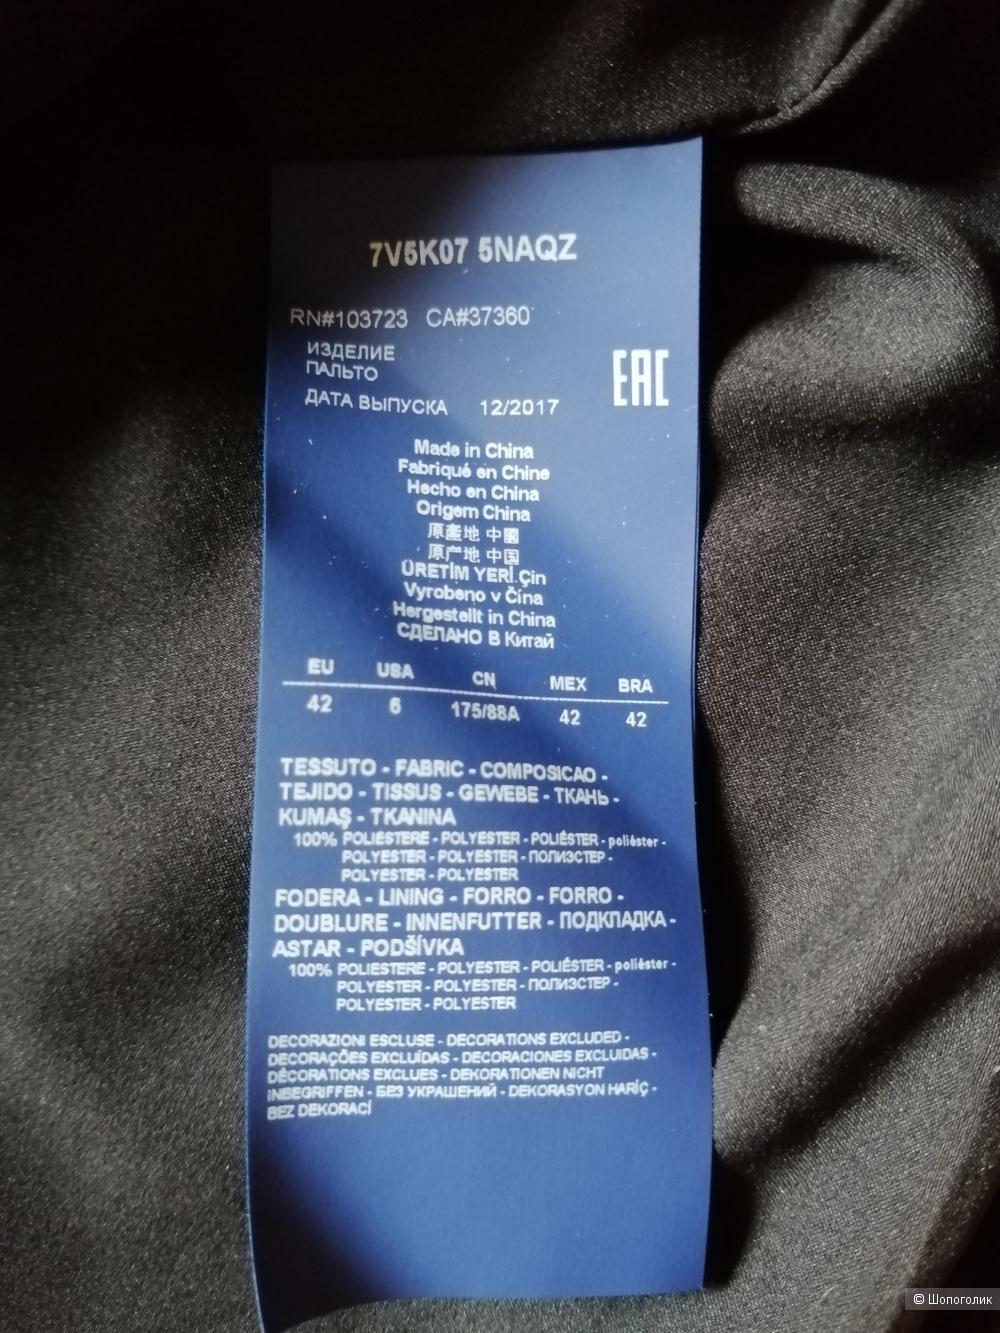 7V5K07 5NAQZ
RN#103723 CA#37360
ИЗДЕЛИЕ
ПАЛЬТО
EAC
ДАТА ВЫПУСКА 12/2017
Made in China
Fabriqué en Chine
Hecho en China
Origem China
原產地 中國
原产地 中国
ÜRETİM YERİ Çin
Vyrobeno v Čína
Hergestellt in China
СДЕЛАНО В Китай
EU USA CN MEX BRA
42 6 175/88A 42 42
TESSUTO - FABRIC - COMPOSICAO -
TEJIDO - TISSUS - GEWEBE - ТКАНЬ -
KUMAŞ - TKANINA
100% POLIESTERE - POLYESTER - POLIÉSTER - poliéster -
POLYESTER - POLYESTER - ПОЛИЭСТЕР -
POLYESTER - POLYESTER
FODERA - LINING - FORRO - FORRO -
DOUBLURE - INNENFUTTER - ПОДКЛАДКА -
ASTAR - PODŠÍVKA
100% POLIESTERE - POLYESTER - POLIÉSTER - poliéster -
POLYESTER - POLYESTER - ПОЛИЭСТЕР -
POLYESTER - POLYESTER
DECORAZIONI ESCLUSE - DECORATIONS EXCLUDED -
DECORAÇÕES EXCLUÍDAS - DECORACIONES EXCLUIDAS -
DÉCORATIONS EXCLUES - DEKORATIONEN NICHT
INBEGRIFFEN - БЕЗ УКРАШЕНИЙ - DEKORASYON HARİÇ -
BEZ DEKORACÍ
© Шопоголик